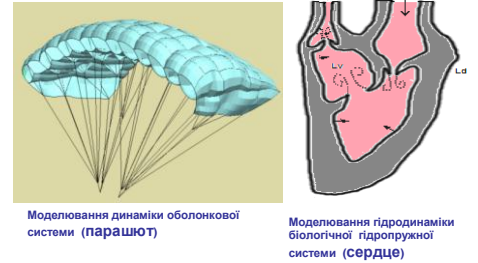 Lv
Ld
Моделювання динаміки оболонкової
системи (парашют)
Моделювання гідродинаміки
біологічної гідропружної
системи (сердце)